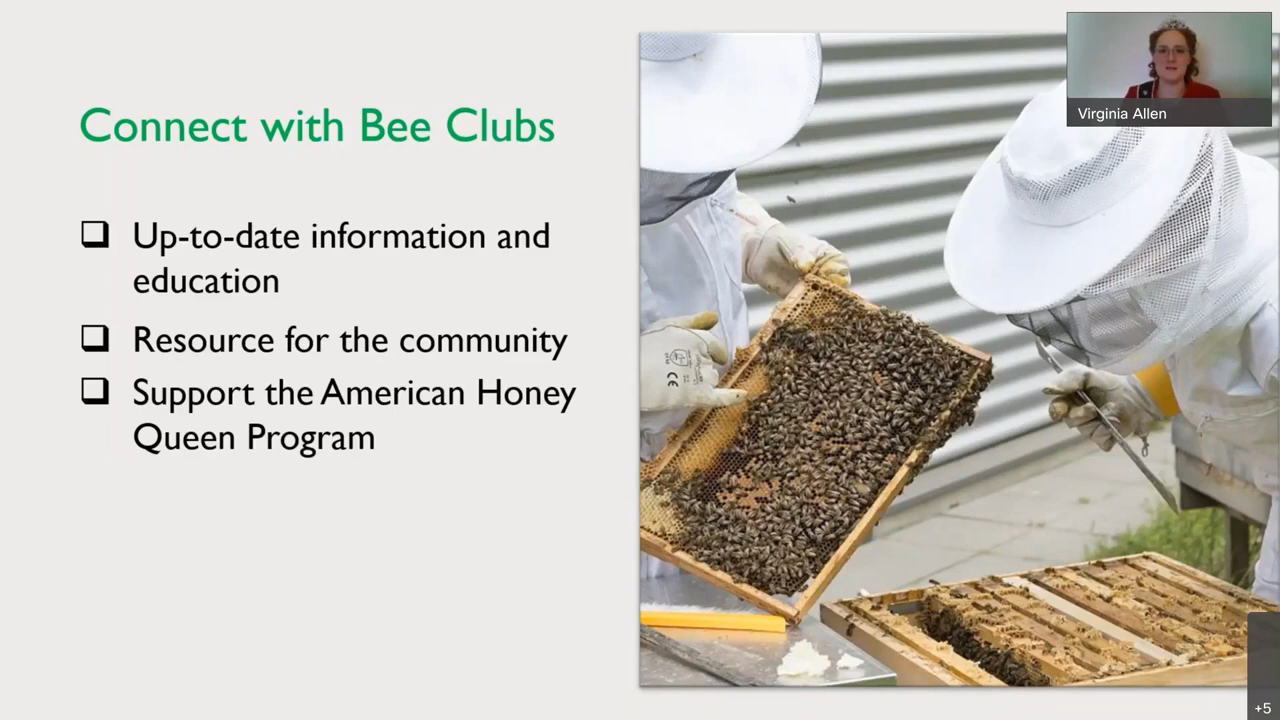 Virginia Allen
Connect with Bee Clubs
Up-to-date information and
education
Resource for the community
Support the American Honey
Queen Program
CE
+5